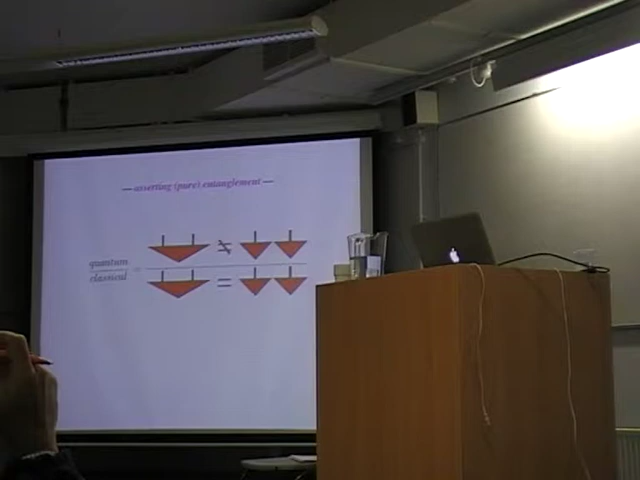 —asserting (pure) entanglement—
quantum
classical
=
≠
=